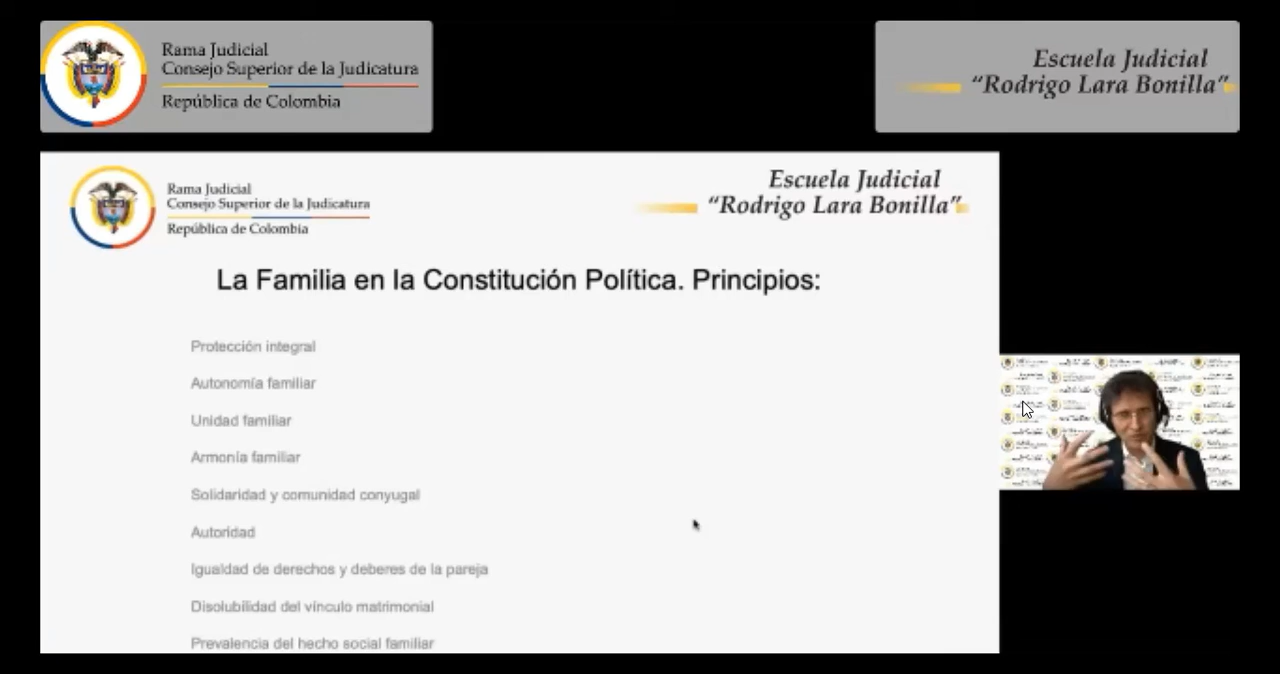 Rama Judicial
Consejo Superior de la Judicatura
República de Colombia
Escuela Judicial
“Rodrigo Lara Bonilla”
Rama Judicial
Consejo Superior de la Judicatura
República de Colombia
Escuela Judicial
“Rodrigo Lara Bonilla”
La Familia en la Constitución Política. Principios:
Protección integral
Autonomía familiar
Unidad familiar
Armonía familiar
Solidaridad y comunidad conyugal
Autoridad
Igualdad de derechos y deberes de la pareja
Disolubilidad del vínculo matrimonial
Prevalencia del hecho social familiar